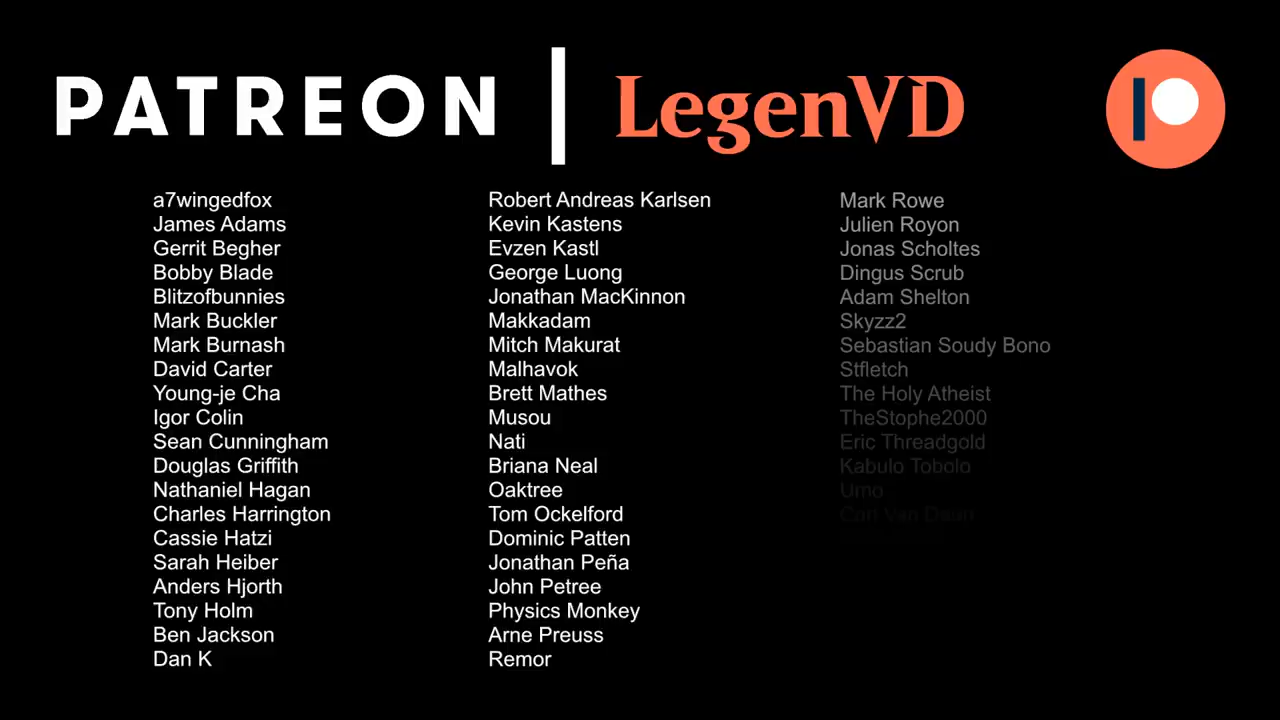 PATREON | LegenVD
a7wingedfox
James Adams
Gerrit Begher
Bobby Blade
Blitzofbunnies
Mark Buckler
Mark Burnash
David Carter
Young-je Cha
Igor Colin
Sean Cunningham
Douglas Griffith
Nathaniel Hagan
Charles Harrington
Cassie Hatzi
Sarah Heiber
Anders Hjorth
Tony Holm
Ben Jackson
Dan K
Robert Andreas Karlsen
Kevin Kastens
Evzen Kastl
George Luong
Jonathan MacKinnon
Makkadam
Mitch Makurat
Malhavok
Brett Mathes
Musou
Nati
Briana Neal
Oaktree
Tom Ockelford
Dominic Patten
Jonathan Peña
John Petree
Physics Monkey
Arne Preuss
Remor
Mark Rowe
Julien Royon
Jonas Scholtes
Dingus Scrub
Adam Shelton
Skyzz2
Sebastian Soudy Bono
Stfletch
The Holy Atheist
TheStophe2000
Eric Threadgold
Kabulo Tobolo
Van